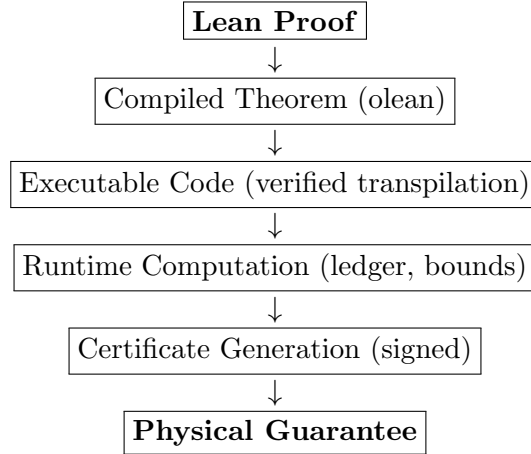 Lean Proof
↓
Compiled Theorem (olean)
↓
Executable Code (verified transpilation)
↓
Runtime Computation (ledger, bounds)
↓
Certificate Generation (signed)
↓
Physical Guarantee